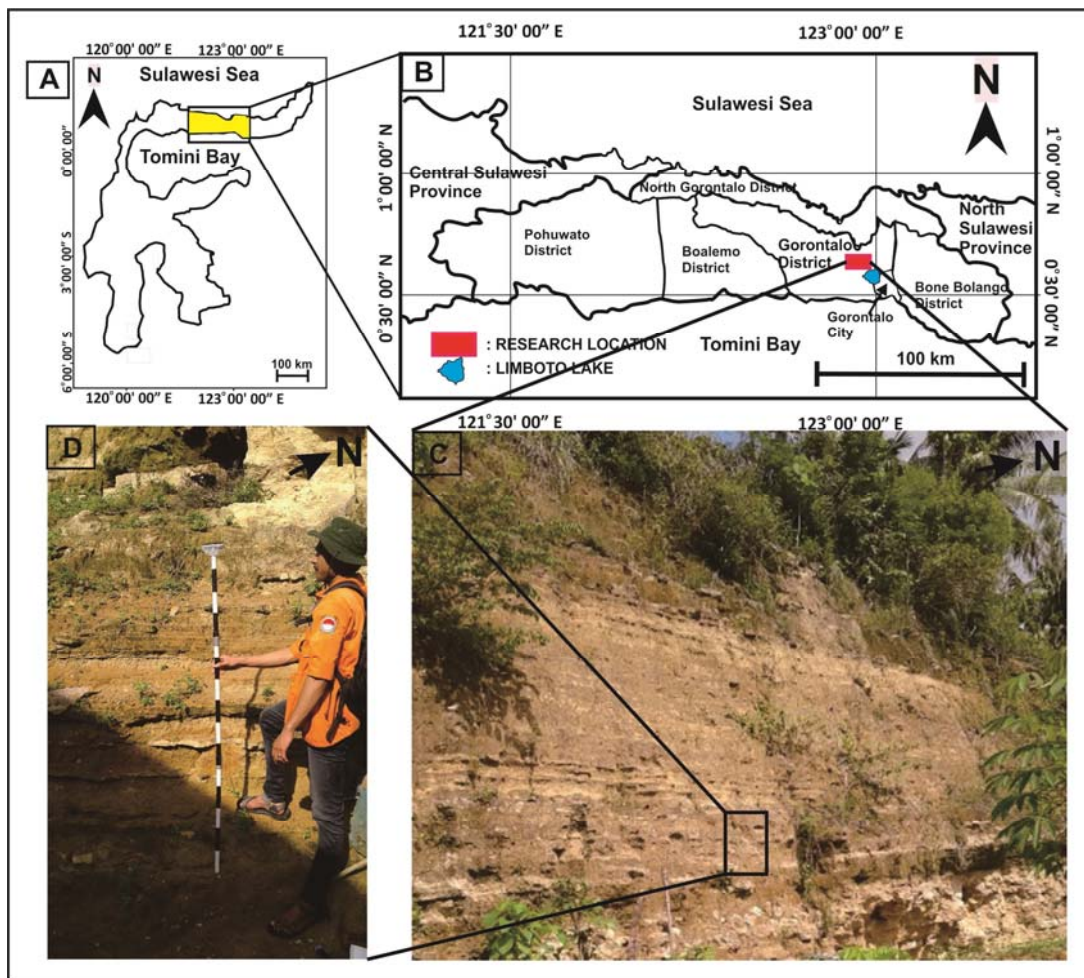 120°00' 00" E 123°00' 00" E
A
N
Sulawesi Sea
Tomini Bay
0°00' 00"
3°00' 00" S
6°00' 00" S
100 km
120°00' 00" E 123°00' 00" E
121°30' 00" E 123°00' 00" E
B
N
Sulawesi Sea
1°00' 00" N
0°30' 00" N
Central Sulawesi
Province
North Gorontalo District
North
Sulawesi
Province
Pohuwato
District
Boalemo
District
Gorontalo
District
Bone Bolango
District
Gorontalo
City
Tomini Bay
: RESEARCH LOCATION
: LIMBOTO LAKE
100 km
1°00' 00" N
0°30' 00" N
121°30' 00" E 123°00' 00" E
D
N
C
N